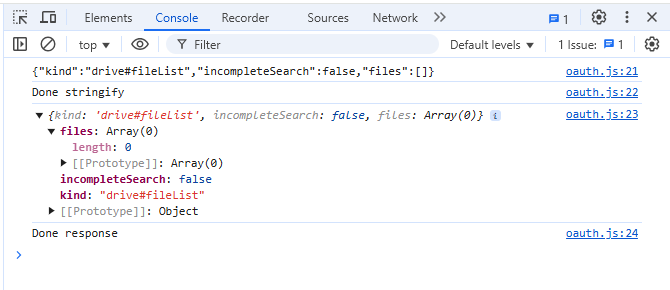 Elements Console Recorder Sources Network 1
top Filter Default levels 1 Issue: 1
{"kind":"drive#fileList","incompleteSearch":false,"files":[]} oauth.js:21
Done stringify oauth.js:22
{kind: 'drive#fileList', incompleteSearch: false, files: Array(0)} i oauth.js:23
files: Array(0)
length: 0
[[Prototype]]: Array(0)
incompleteSearch: false
kind: "drive#fileList"
[[Prototype]]: Object
Done response oauth.js:24